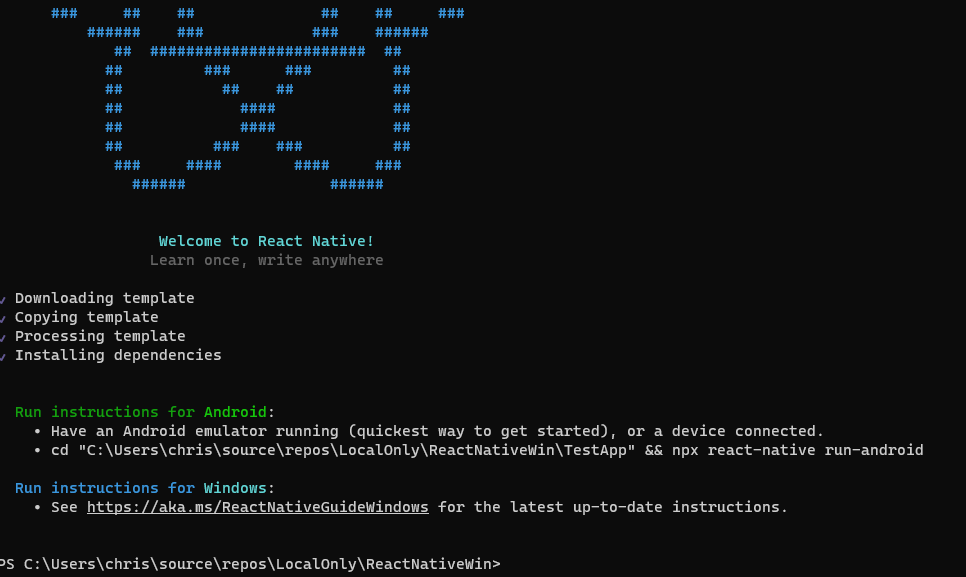 ###     ##    ##              ##    ##     ###
######    ###            ###    ######
##  ########################  ##
##         ###      ###         ##
##           ##    ##           ##
##             ####             ##
##             ####             ##
##          ###    ###          ##
###     ####        ####     ###
######                ######
Welcome to React Native!
Learn once, write anywhere
✓ Downloading template
✓ Copying template
✓ Processing template
✓ Installing dependencies
Run instructions for Android:
• Have an Android emulator running (quickest way to get started), or a device connected.
• cd "C:\Users\chris\source\repos\LocalOnly\ReactNativeWin\TestApp" && npx react-native run-android
Run instructions for Windows:
• See https://aka.ms/ReactNativeGuideWindows for the latest up-to-date instructions.
PS C:\Users\chris\source\repos\LocalOnly\ReactNativeWin>